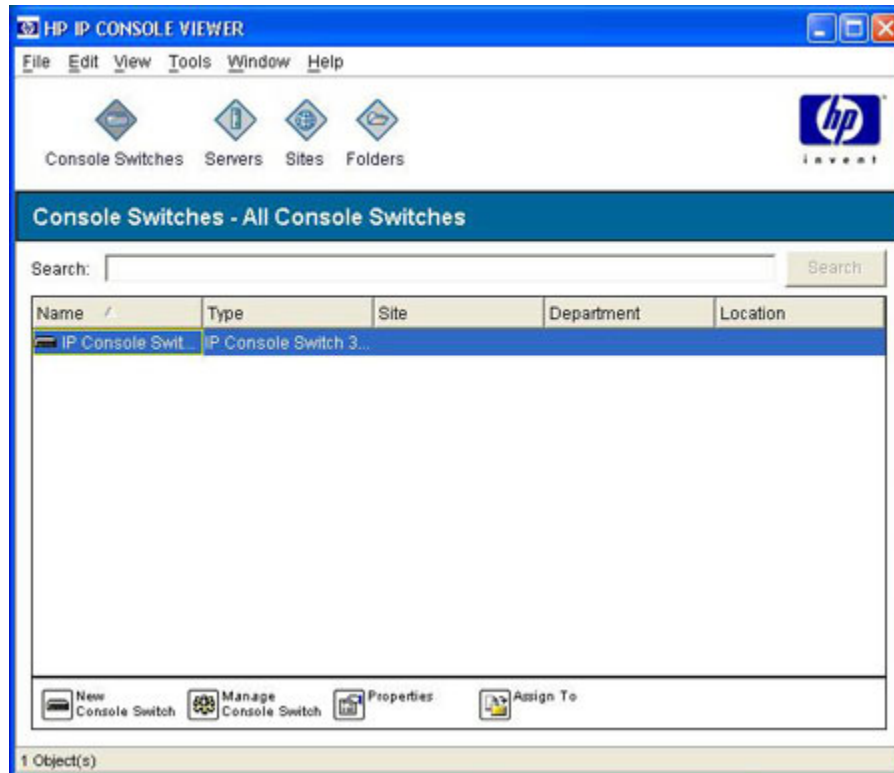 HP IP CONSOLE VIEWER
File Edit View Tools Window Help
Console Switches Servers Sites Folders
hp
invent
Console Switches - All Console Switches
Search: Search
Name Type Site Department Location
IP Console Swit... IP Console Switch 3...
New Console Switch Manage Console Switch Properties Assign To
1 Object(s)